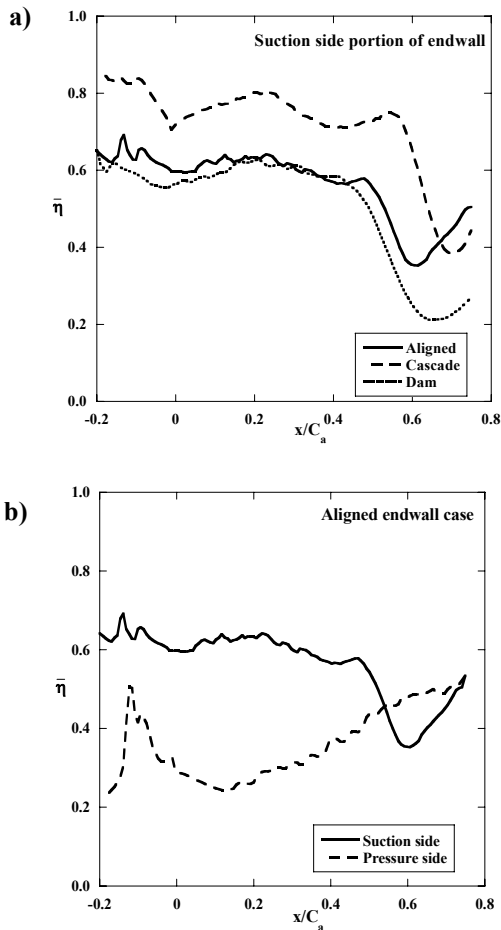 a)
Suction side portion of endwall
1.0
0.8
0.6
η̄
0.4
0.2
0.0
Aligned
Cascade
Dam
-0.2 0 0.2 0.4 0.6 0.8
x/Cₐ
b)
Aligned endwall case
1.0
0.8
0.6
η̄
0.4
0.2
0.0
Suction side
Pressure side
-0.2 0 0.2 0.4 0.6 0.8
x/Cₐ